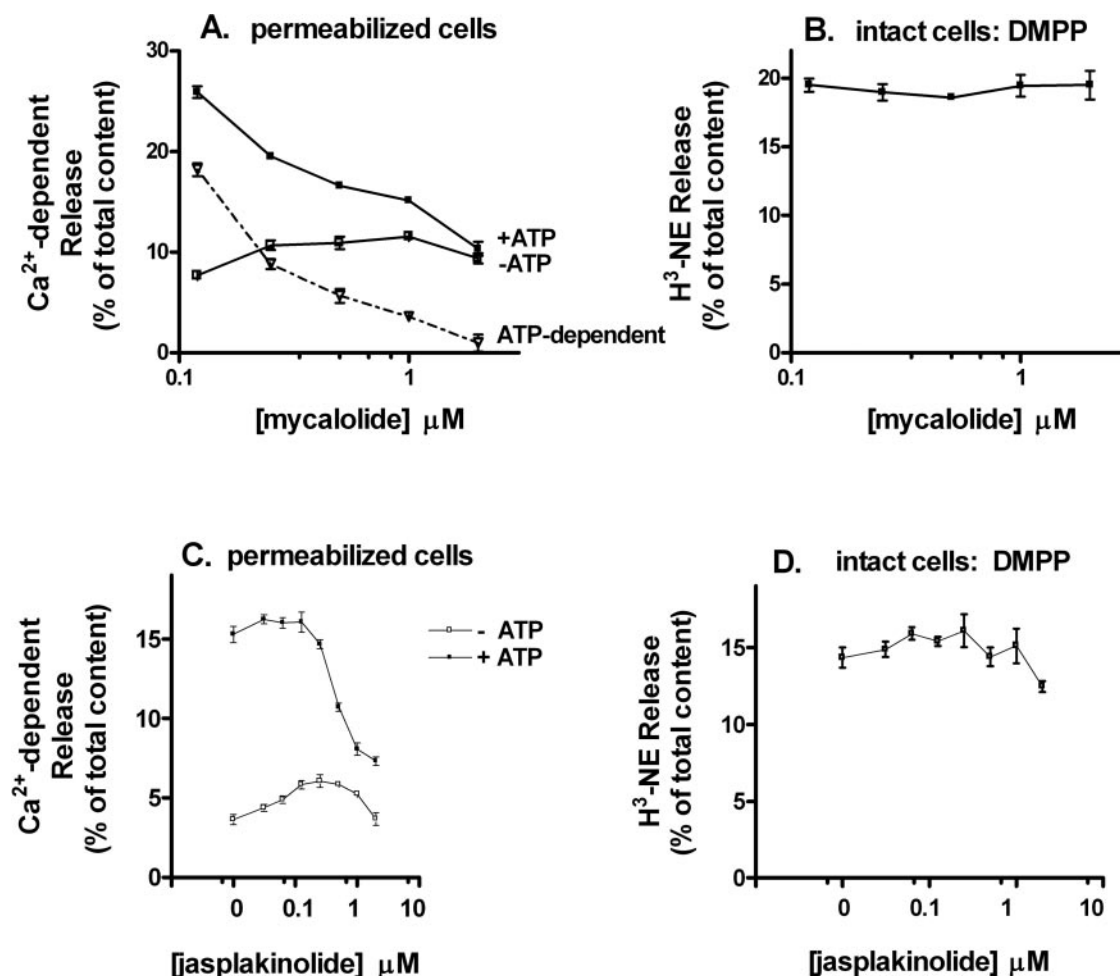 A. permeabilized cells
Ca²⁺-dependent
Release
(% of total content)
30
20
10
0
+ATP
-ATP
ATP-dependent
0.1
1
[mycalolide] μM
B. intact cells: DMPP
H³-NE Release
(% of total content)
20
15
10
5
0
0.1
1
[mycalolide] μM
C. permeabilized cells
Ca²⁺-dependent
Release
(% of total content)
15
10
5
0
- ATP
+ ATP
0
0.1
1
10
[jasplakinolide] μM
D. intact cells: DMPP
H³-NE Release
(% of total content)
15
10
5
0
0
0.1
1
10
[jasplakinolide] μM